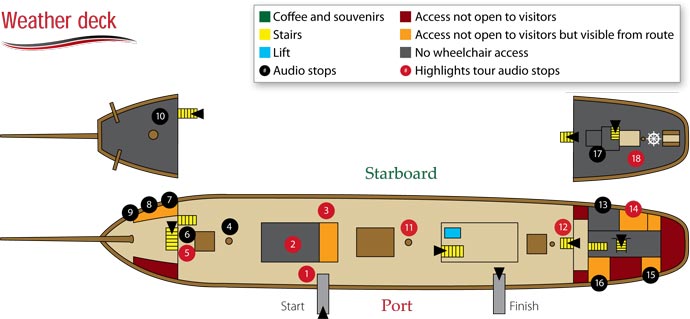 Weather deck
Coffee and souvenirs
Stairs
Lift
Audio stops
Access not open to visitors
Access not open to visitors but visible from route
No wheelchair access
Highlights tour audio stops
10
17
18
Starboard
9
8
7
6
5
4
3
2
1
11
12
13
14
15
16
Start
Port
Finish